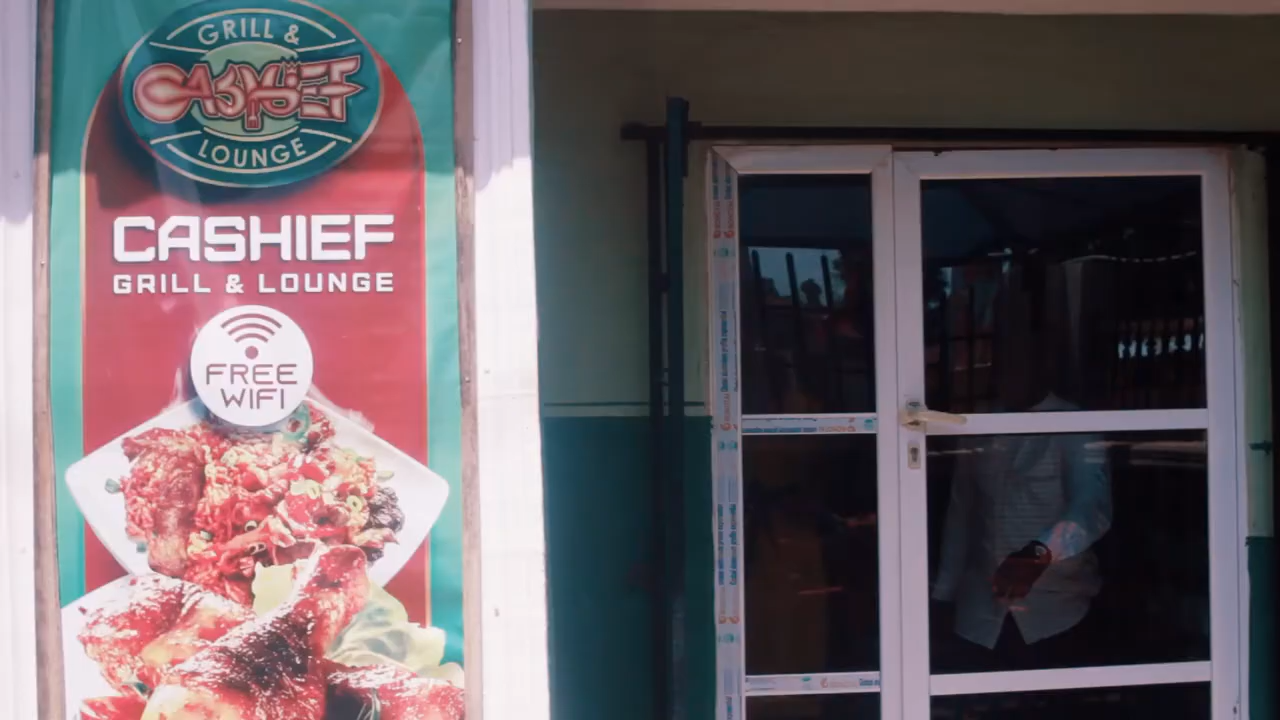 GRILL &
CASHIEF
LOUNGE
CASHIEF
GRILL & LOUNGE
FREE
WIFI